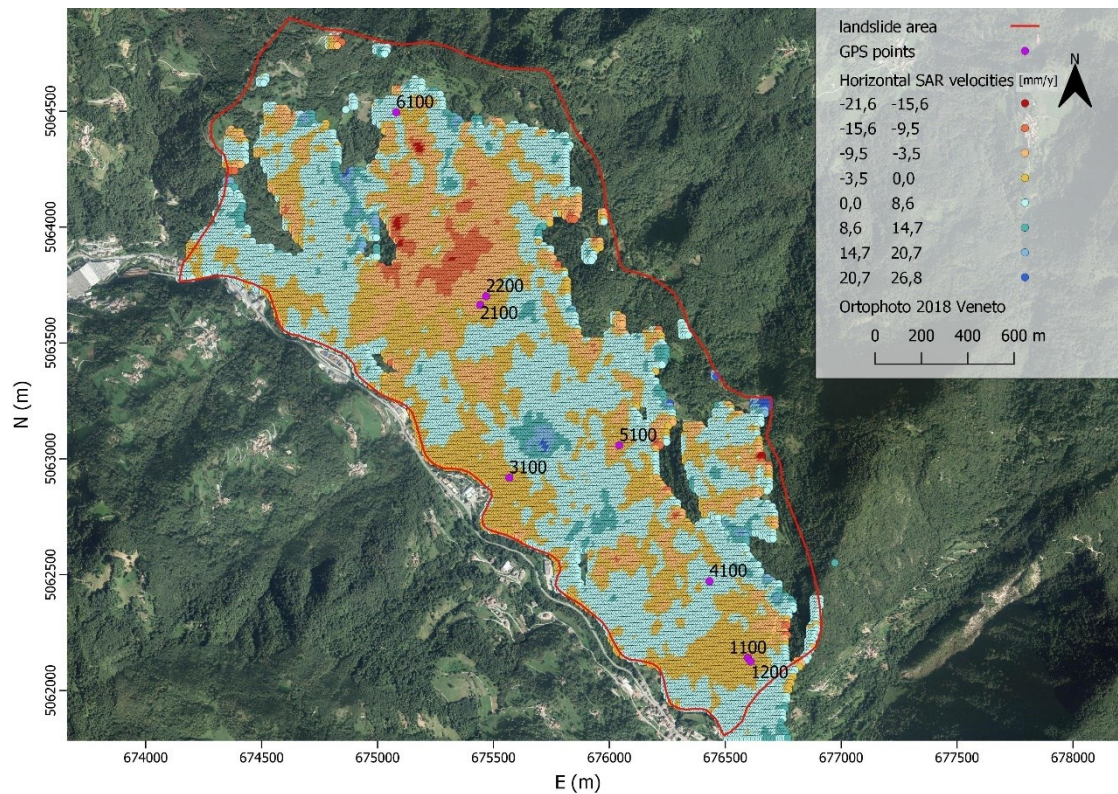 landslide area
GPS points
Horizontal SAR velocities [mm/y]
-21,6 -15,6
-15,6 -9,5
-9,5 -3,5
-3,5 0,0
0,0 8,6
8,6 14,7
14,7 20,7
20,7 26,8
Ortophoto 2018 Veneto
0 200 400 600 m
N
6100
2200
2100
5100
3100
4100
1100
1200
N (m)
5064500
5064000
5063500
5063000
5062500
5062000
674000 674500 675000 675500 676000 676500 677000 677500 678000
E (m)